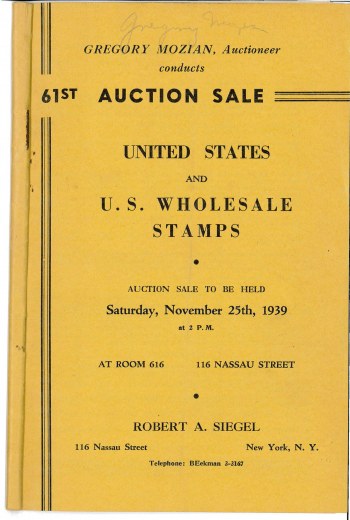 Gregory Mozian
GREGORY MOZIAN, Auctioneer
conducts
61ST AUCTION SALE
UNITED STATES
AND
U. S. WHOLESALE
STAMPS
•
AUCTION SALE TO BE HELD
Saturday, November 25th, 1939
at 2 P. M.
AT ROOM 616 116 NASSAU STREET
•
ROBERT A. SIEGEL
116 Nassau Street New York, N. Y.
Telephone: BEekman 3-2167